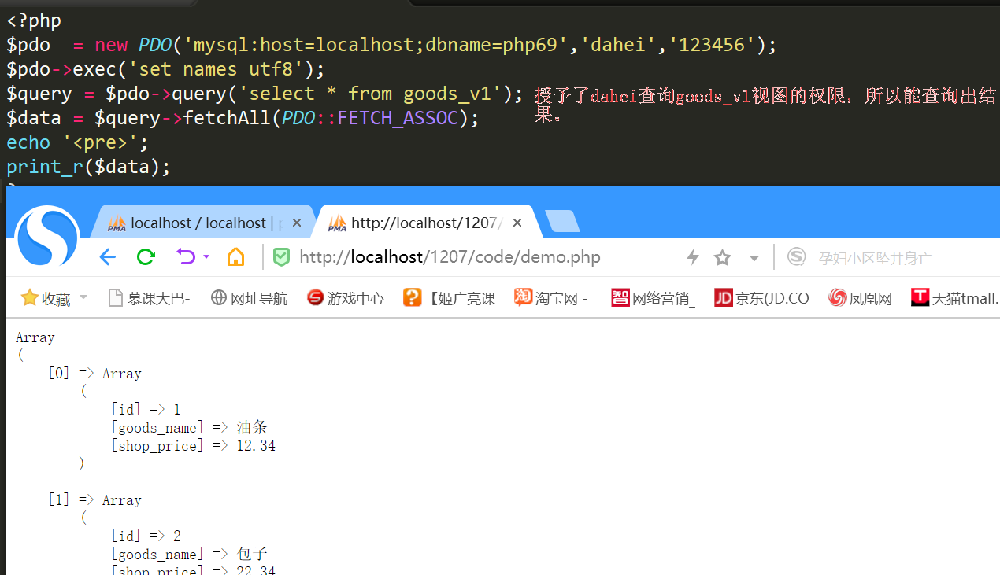 <?php
$pdo  = new PDO('mysql:host=localhost;dbname=php69','dahei','123456');
$pdo->exec('set names utf8');
$query = $pdo->query('select * from goods_v1');
授予了dahei查询goods_v1视图的权限，所以能查询出结
果。
$data = $query->fetchAll(PDO::FETCH_ASSOC);
echo '<pre>';
print_r($data);
PMA localhost / localhost | p
PMA http://localhost/1207/
http://localhost/1207/code/demo.php
孕妇小区坠井身亡
收藏 慕课大巴- 网址导航 游戏中心 【姬广亮课 淘 淘宝网 - 智 网络营销_ JD 京东(JD.CO 凤凰网 T 天猫tmall.
Array
(
    [0] => Array
        (
            [id] => 1
            [goods_name] => 油条
            [shop_price] => 12.34
        )
    [1] => Array
        (
            [id] => 2
            [goods_name] => 包子
            [shop_price] => 22.34